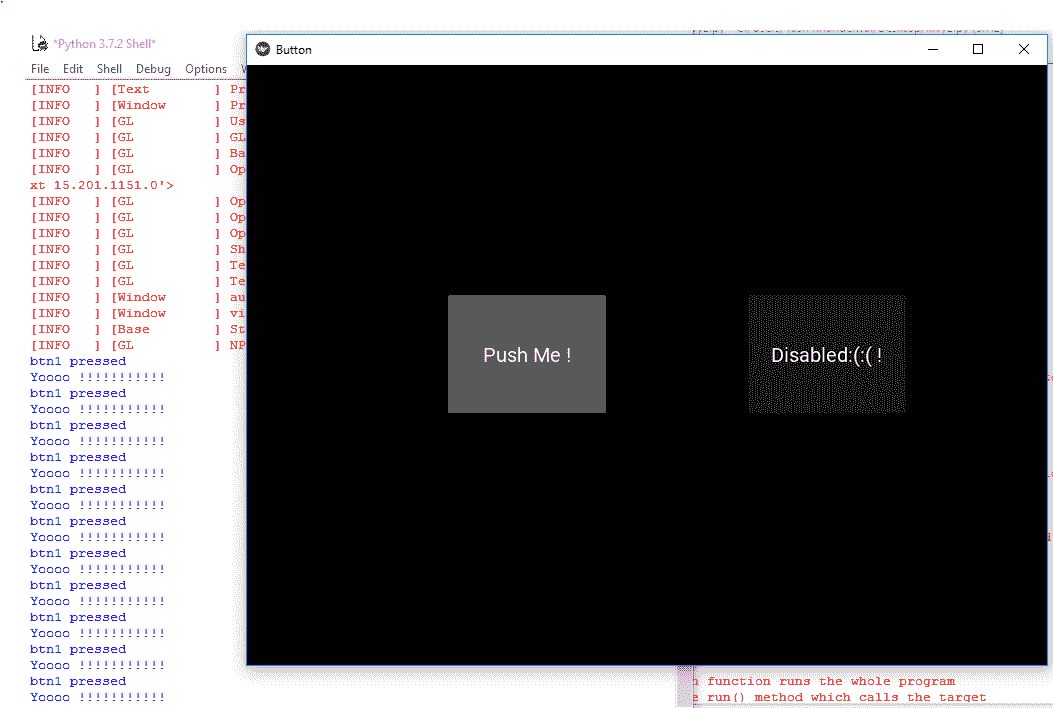 *Python 3.7.2 Shell*
File Edit Shell Debug Options
[INFO ] [Text ] Pr
[INFO ] [Window ] Pr
[INFO ] [GL ] Us
[INFO ] [GL ] GL
[INFO ] [GL ] Ba
[INFO ] [GL ] Op
xt 15.201.1151.0'>
[INFO ] [GL ] Op
[INFO ] [GL ] Op
[INFO ] [GL ] Op
[INFO ] [GL ] Sh
[INFO ] [GL ] Te
[INFO ] [GL ] Te
[INFO ] [Window ] au
[INFO ] [Window ] vi
[INFO ] [Base ] St
[INFO ] [GL ] NP
btn1 pressed
Yoooo !!!!!!!!!!!
btn1 pressed
Yoooo !!!!!!!!!!!
btn1 pressed
Yoooo !!!!!!!!!!!
btn1 pressed
Yoooo !!!!!!!!!!!
btn1 pressed
Yoooo !!!!!!!!!!!
btn1 pressed
Yoooo !!!!!!!!!!!
btn1 pressed
Yoooo !!!!!!!!!!!
btn1 pressed
Yoooo !!!!!!!!!!!
btn1 pressed
Yoooo !!!!!!!!!!!
btn1 pressed
Yoooo !!!!!!!!!!!
btn1 pressed
Yoooo !!!!!!!!!!!
Button
Push Me !
Disabled:(:( !
function runs the whole program
run() method which calls the target